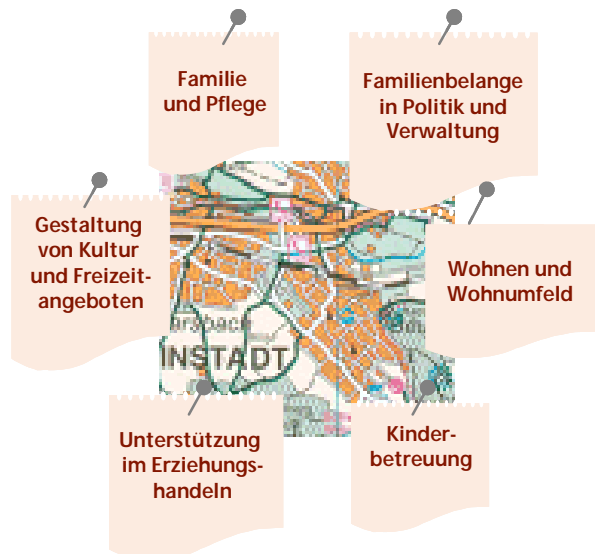 Familie
und Pflege
Familienbelange
in Politik und
Verwaltung
Gestaltung
von Kultur
und Freizeit-
angeboten
Wohnen und
Wohnumfeld
INSTADT
Unterstützung
im Erziehungs-
handeln
Kinder-
betreuung